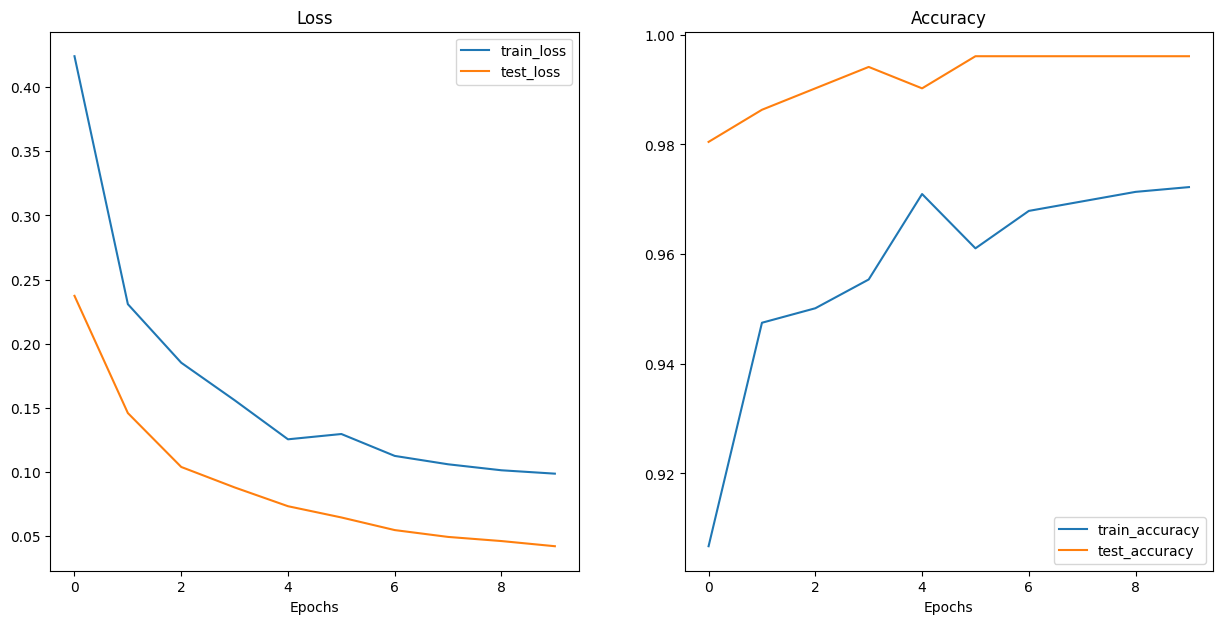 Loss
train_loss
test_loss
0.40
0.35
0.30
0.25
0.20
0.15
0.10
0.05
0 2 4 6 8
Epochs
Accuracy
1.00
0.98
0.96
0.94
0.92
train_accuracy
test_accuracy
0 2 4 6 8
Epochs